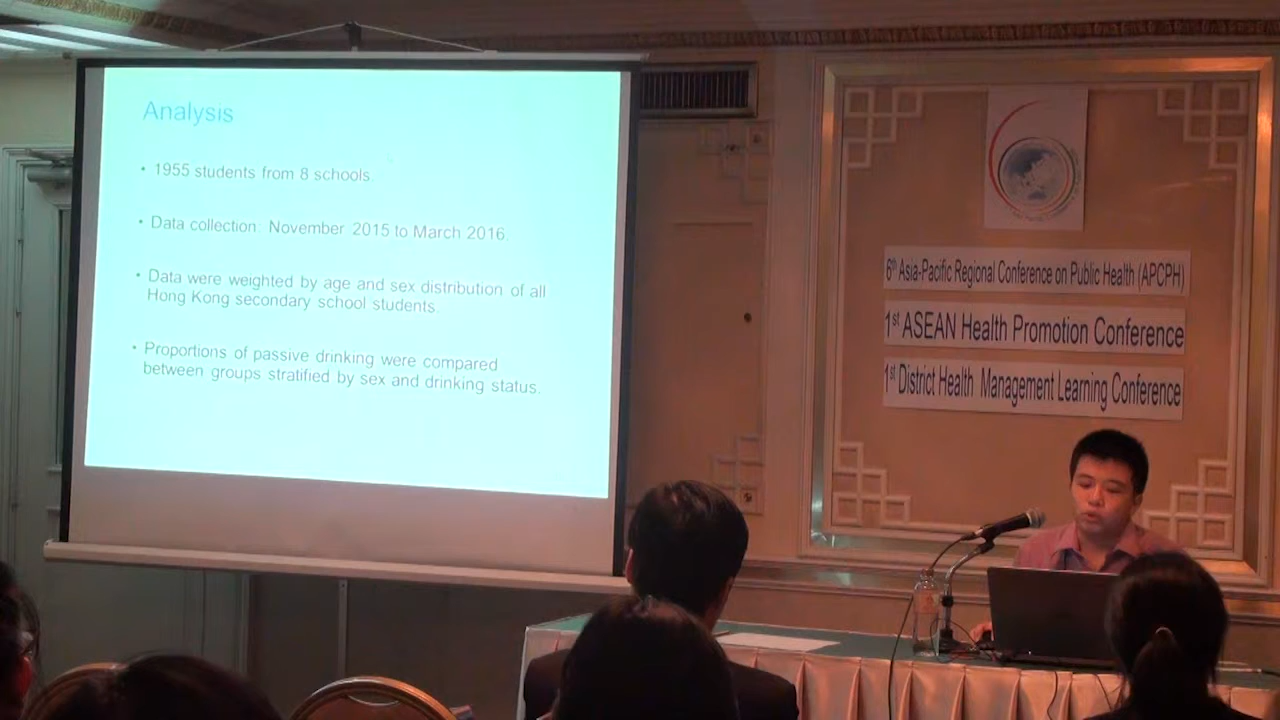 Analysis
• 1955 students from 8 schools.
• Data collection: November 2015 to March 2016.
• Data were weighted by age and sex distribution of all
Hong Kong secondary school students.
• Proportions of passive drinking were compared
between groups stratified by sex and drinking status.
6th Asia-Pacific Regional Conference on Public Health (APCPH)
1st ASEAN Health Promotion Conference
1st District Health Management Learning Conference